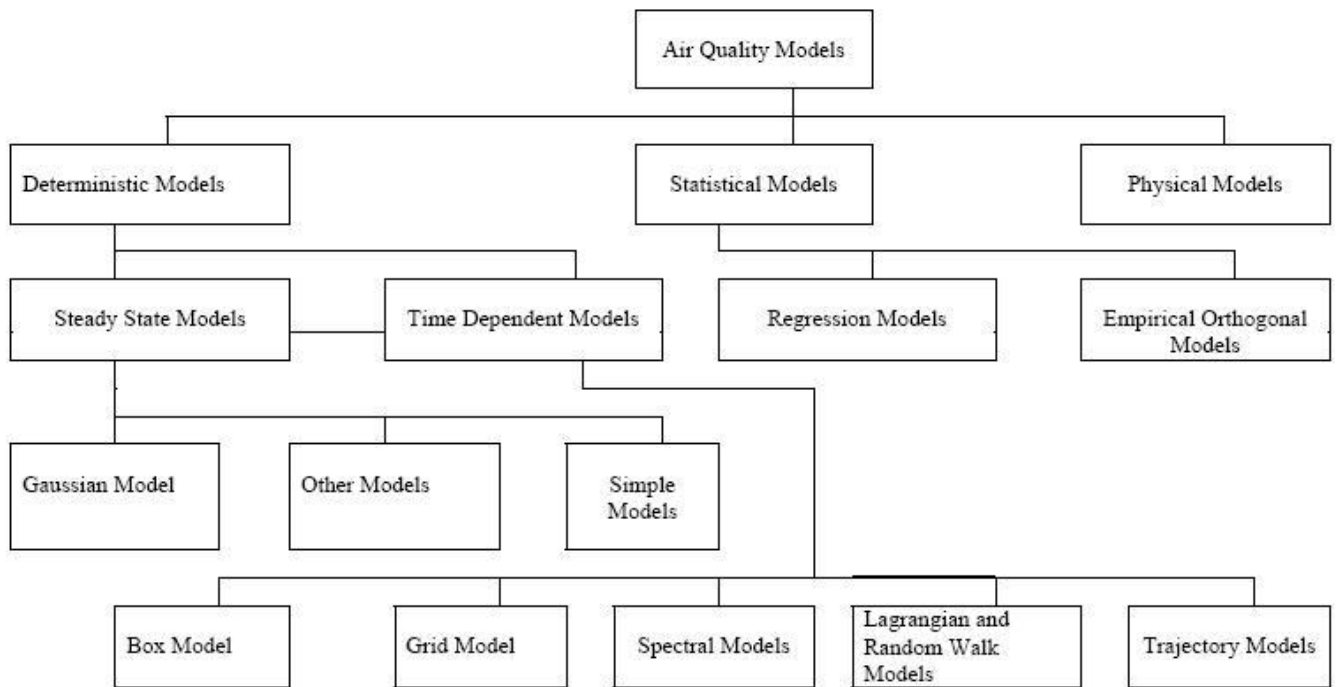 Air Quality Models
Deterministic Models
Statistical Models
Physical Models
Steady State Models
Time Dependent Models
Regression Models
Empirical Orthogonal
Models
Gaussian Model
Other Models
Simple
Models
Box Model
Grid Model
Spectral Models
Lagrangian and
Random Walk
Models
Trajectory Models